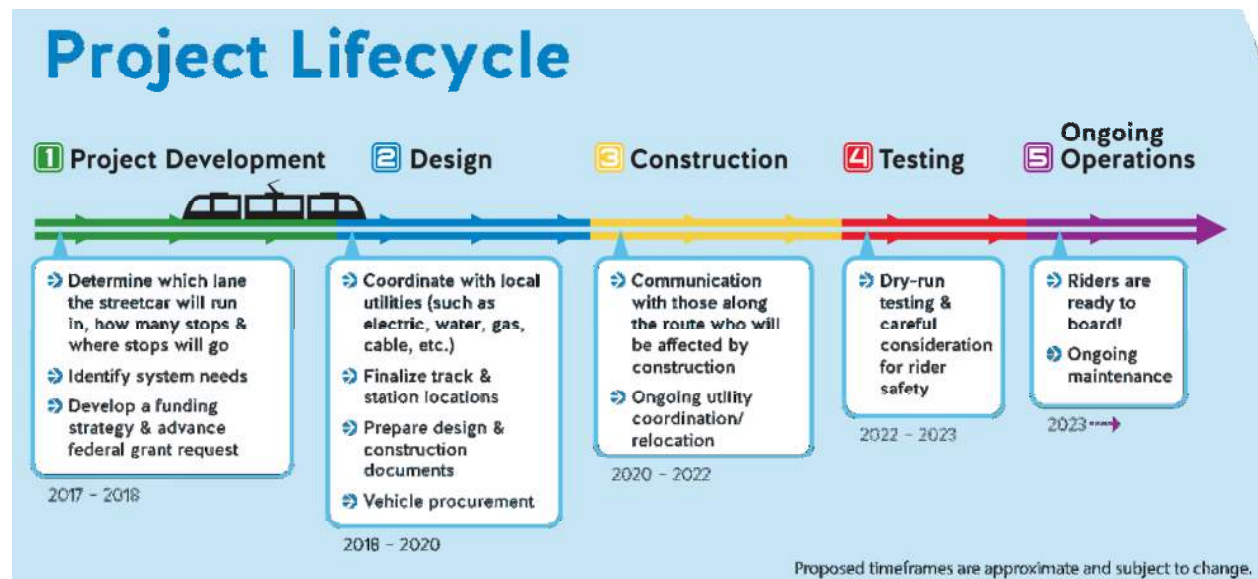 Project Lifecycle
1 Project Development
Determine which lane
the streetcar will run
in, how many stops &
where stops will go
Identify system needs
Develop a funding
strategy & advance
federal grant request
2017 - 2018
2 Design
Coordinate with local
utilities (such as
electric, water, gas,
cable, etc.)
Finalize track &
station locations
Prepare design &
construction
documents
Vehicle procurement
2018 - 2020
3 Construction
Communication
with those along
the route who will
be affected by
construction
Ongoing utility
coordination/
relocation
2020 - 2022
4 Testing
Dry-run
testing &
careful
consideration
for rider
safety
2022 - 2023
5 Ongoing
Operations
Riders are
ready to
board!
Ongoing
maintenance
2023
Proposed timeframes are approximate and subject to change.